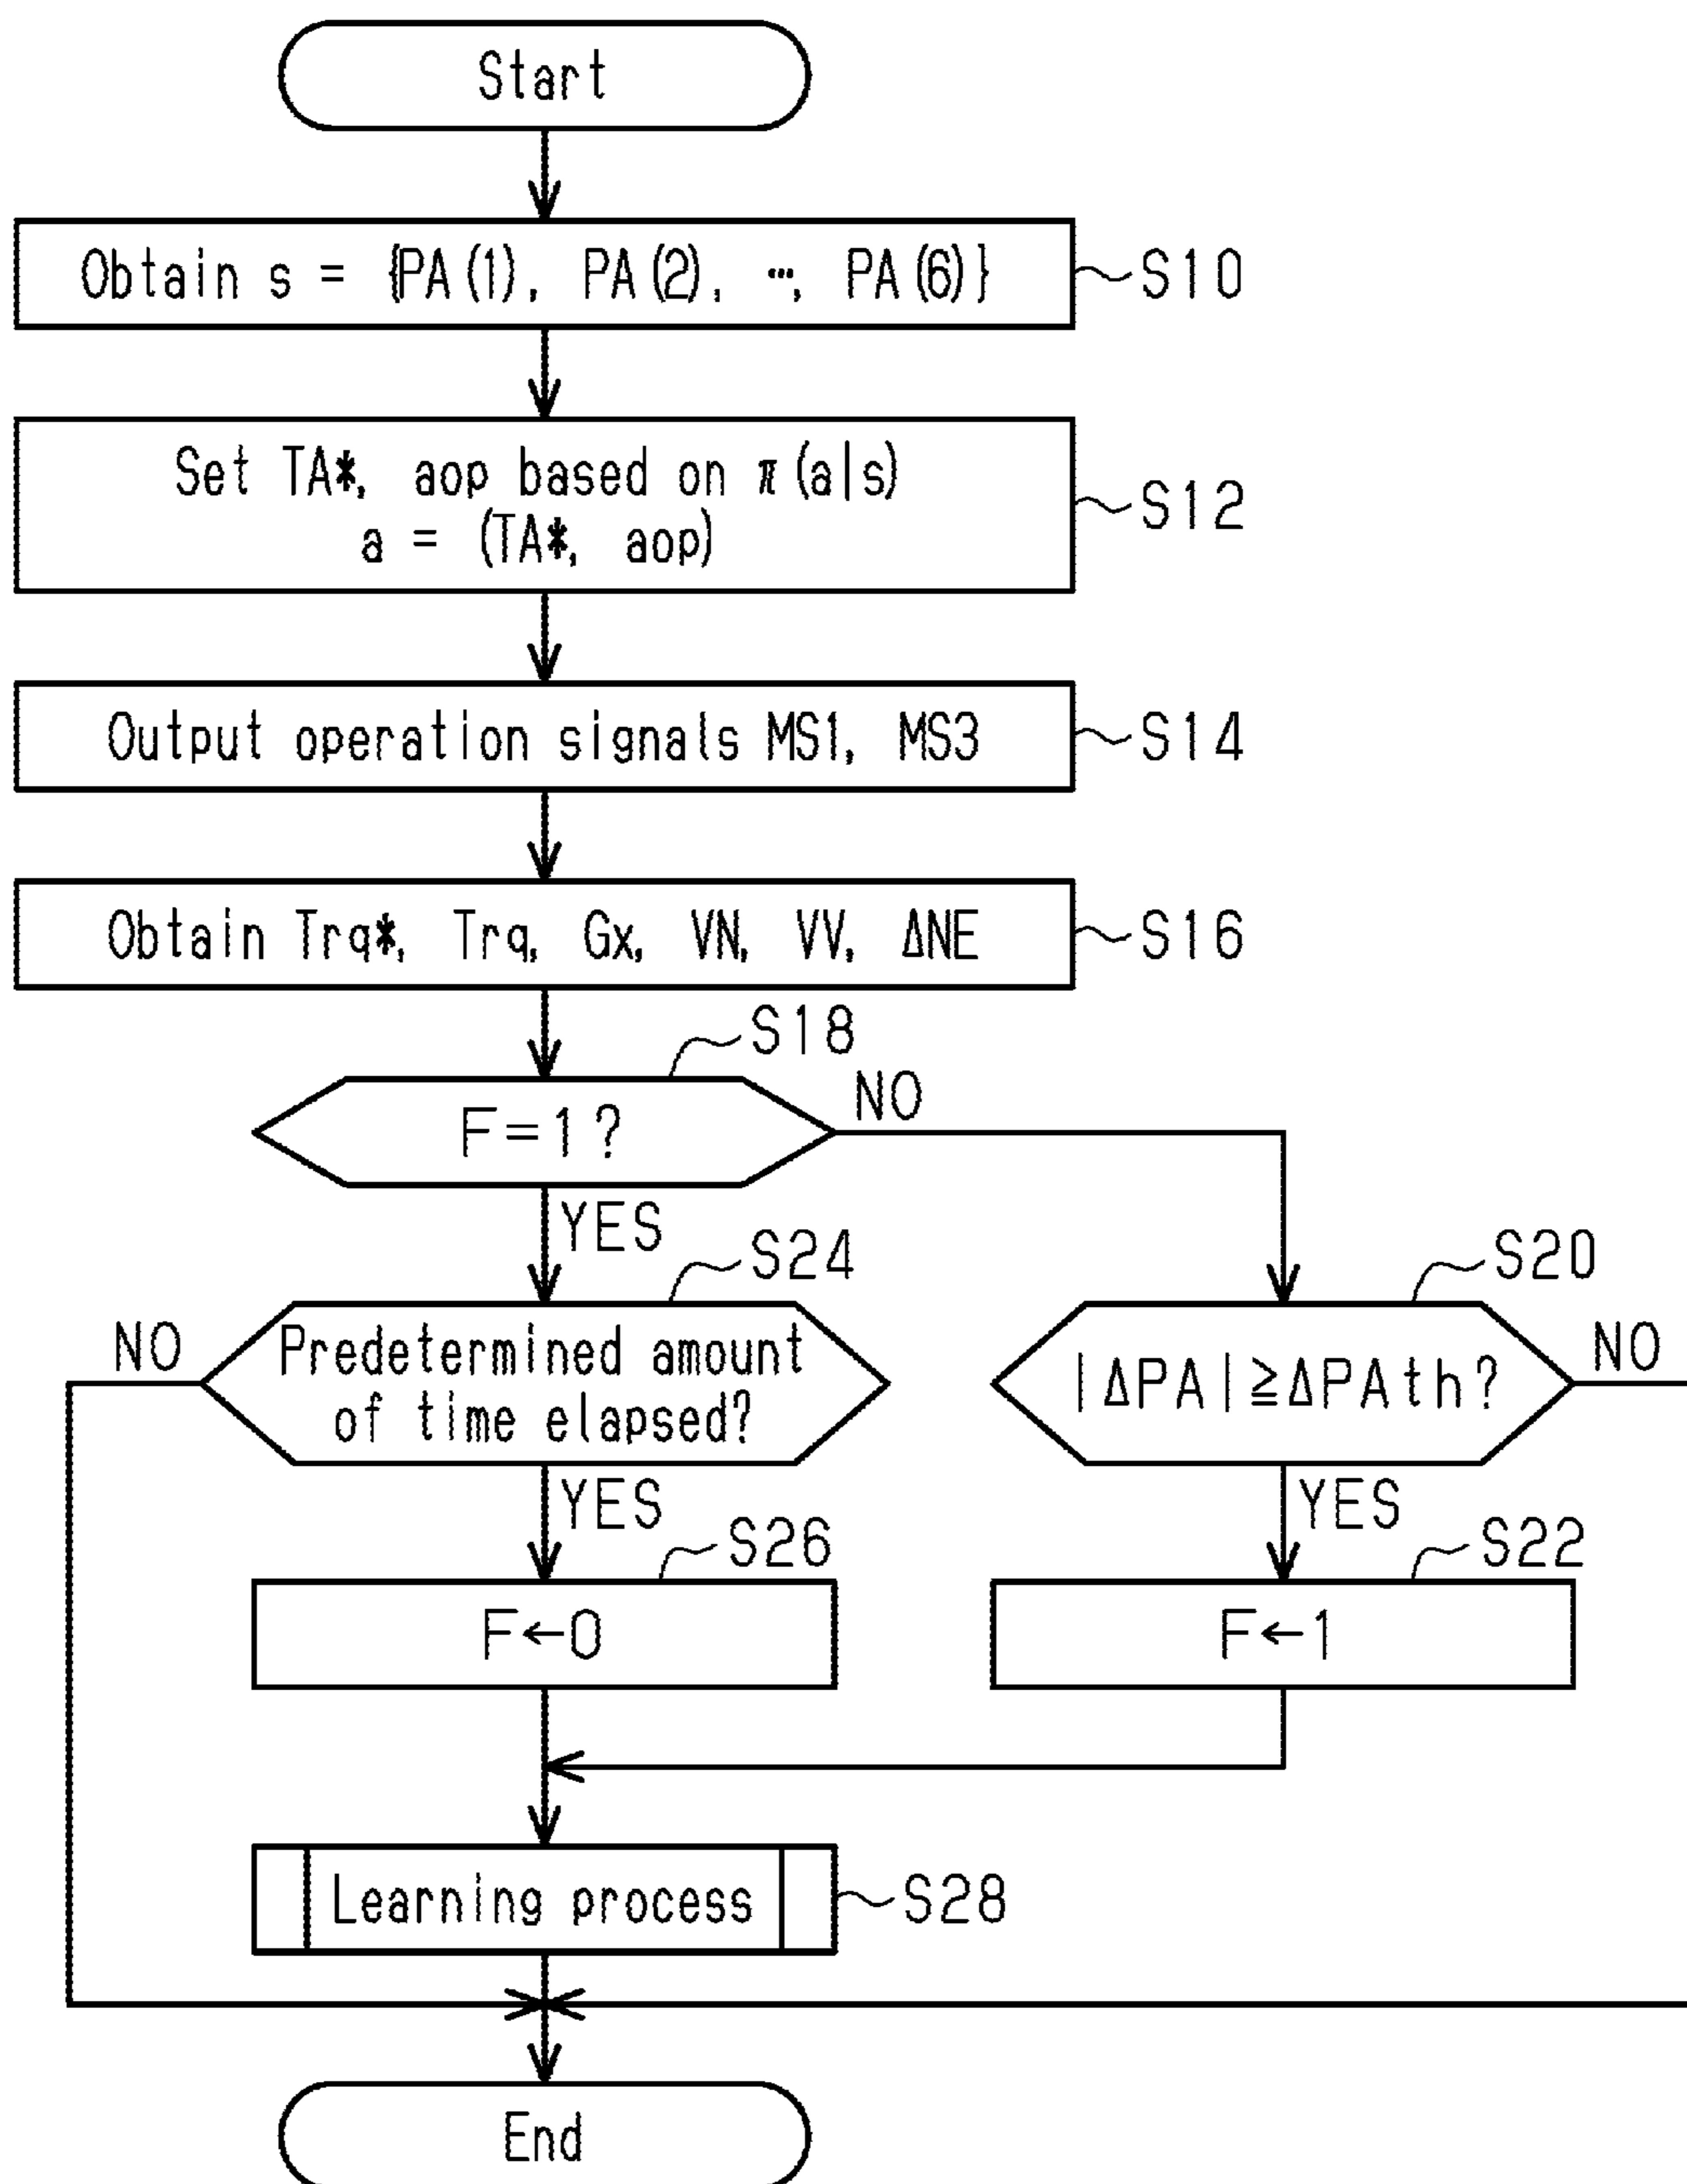 Start
Obtain s = {PA(1), PA(2), …, PA(6)}
S10
Set TA*, aop based on π(a|s)
a = (TA*, aop)
S12
Output operation signals MS1, MS3
S14
Obtain Trq*, Trq, Gx, VN, VV, ΔNE
S16
S18
F=1?
NO
YES
S24
S20
NO
Predetermined amount
of time elapsed?
|ΔPA|≧ΔPAth?
NO
YES
YES
S26
S22
F←0
F←1
Learning process
S28
End